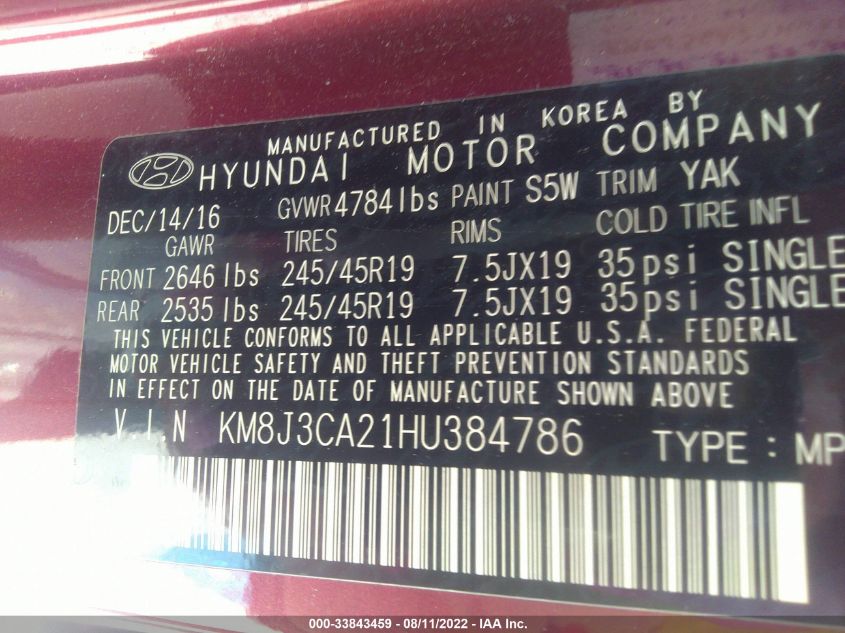 MANUFACTURED IN KOREA BY
HYUNDAI MOTOR COMPANY
DEC/14/16 GVWR 4784 lbs PAINT S5W TRIM YAK
GAWR TIRES RIMS COLD TIRE INFL
FRONT 2646 lbs 245/45R19 7.5JX19 35psi SINGLE
REAR 2535 lbs 245/45R19 7.5JX19 35psi SINGLE
THIS VEHICLE CONFORMS TO ALL APPLICABLE U.S.A. FEDERAL
MOTOR VEHICLE SAFETY AND THEFT PREVENTION STANDARDS
IN EFFECT ON THE DATE OF MANUFACTURE SHOWN ABOVE
V.I.N KM8J3CA21HU384786 TYPE : MP
000-33843459 - 08/11/2022 - IAA Inc.